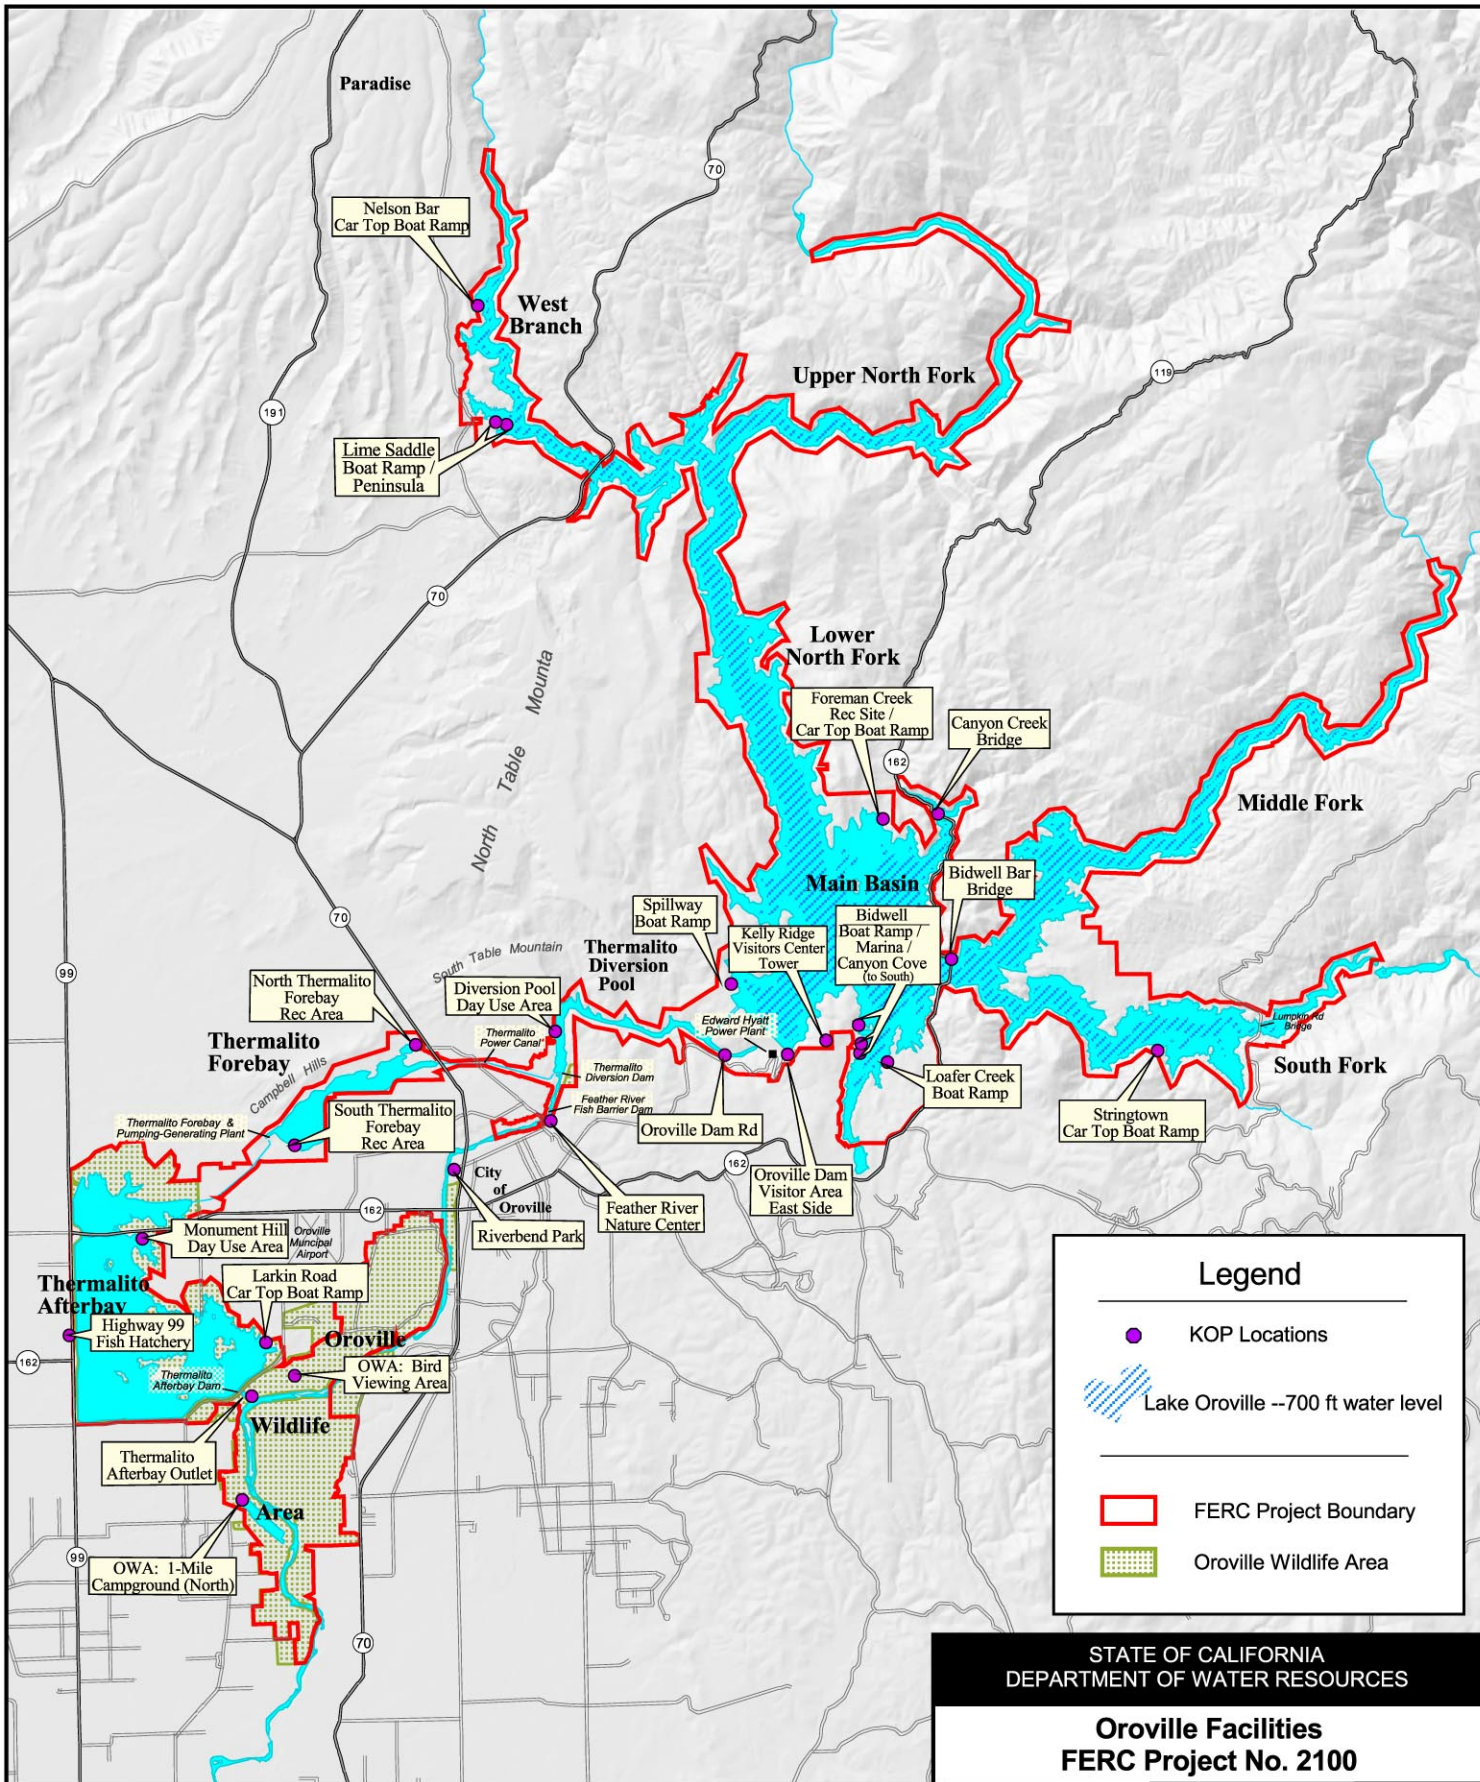 Paradise
70
Nelson Bar
Car Top Boat Ramp
West
Branch
Upper North Fork
119
191
Lime Saddle
Boat Ramp /
Peninsula
70
Lower
North Fork
North Table Mounta
Foreman Creek
Rec Site /
Car Top Boat Ramp
Canyon Creek
Bridge
162
Middle Fork
Main Basin
Bidwell Bar
Bridge
Spillway
Boat Ramp
Kelly Ridge
Visitors Center
Tower
Bidwell
Boat Ramp /
Marina /
Canyon Cove
(to South)
70
99
South Table Mountain
Thermalito
Diversion
Pool
North Thermalito
Forebay
Rec Area
Diversion Pool
Day Use Area
Edward Hyatt
Power Plant
Lumpkin Rd
Bridge
Thermalito
Forebay
Thermalito
Power Canal
South Fork
Campbell Hills
Thermalito
Diversion Dam
Loafer Creek
Boat Ramp
Feather River
Fish Barrier Dam
Thermalito Forebay &
Pumping-Generating Plant
South Thermalito
Forebay
Rec Area
Oroville Dam Rd
Stringtown
Car Top Boat Ramp
162
City
of
Oroville
Oroville Dam
Visitor Area
East Side
162
Feather River
Nature Center
Riverbend Park
Monument Hill
Day Use Area
Oroville
Muncipal
Airport
Thermalito
Afterbay
Larkin Road
Car Top Boat Ramp
Highway 99
Fish Hatchery
Oroville
162
OWA: Bird
Viewing Area
Thermalito
Afterbay Dam
Wildlife
Thermalito
Afterbay Outlet
Area
99
OWA: 1-Mile
Campground (North)
70
Legend
KOP Locations
Lake Oroville --700 ft water level
FERC Project Boundary
Oroville Wildlife Area
STATE OF CALIFORNIA
DEPARTMENT OF WATER RESOURCES
Oroville Facilities
FERC Project No. 2100